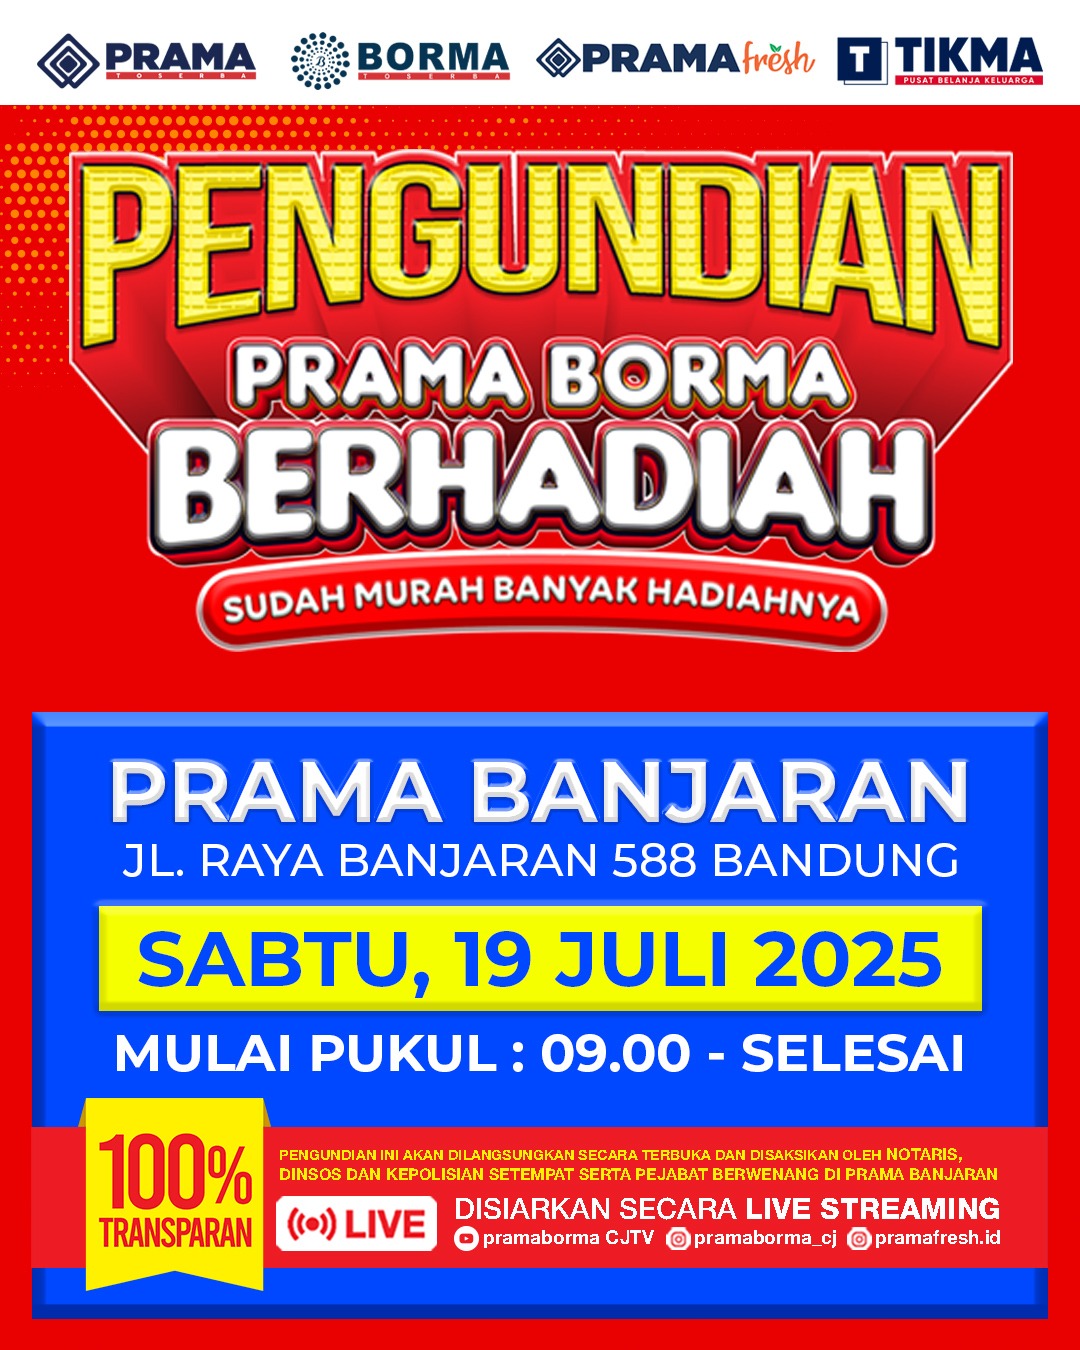 PRAMA
TOSERBA
BORMA
TOSERBA
PRAMA fresh
T TIKMA
PUSAT BELANJA KELUARGA
PENGUNDIAN
PRAMA BORMA
BERHADIAH
SUDAH MURAH BANYAK HADIAHNYA
PRAMA BANJARAN
JL. RAYA BANJARAN 588 BANDUNG
SABTU, 19 JULI 2025
MULAI PUKUL : 09.00 - SELESAI
100%
TRANSPARAN
PENGUNDIAN INI AKAN DILANGSUNGKAN SECARA TERBUKA DAN DISAKSIKAN OLEH NOTARIS,
DINSOS DAN KEPOLISIAN SETEMPAT SERTA PEJABAT BERWENANG DI PRAMA BANJARAN
LIVE
DISIARKAN SECARA LIVE STREAMING
pramaborma CJTV pramaborma_cj pramafresh.id